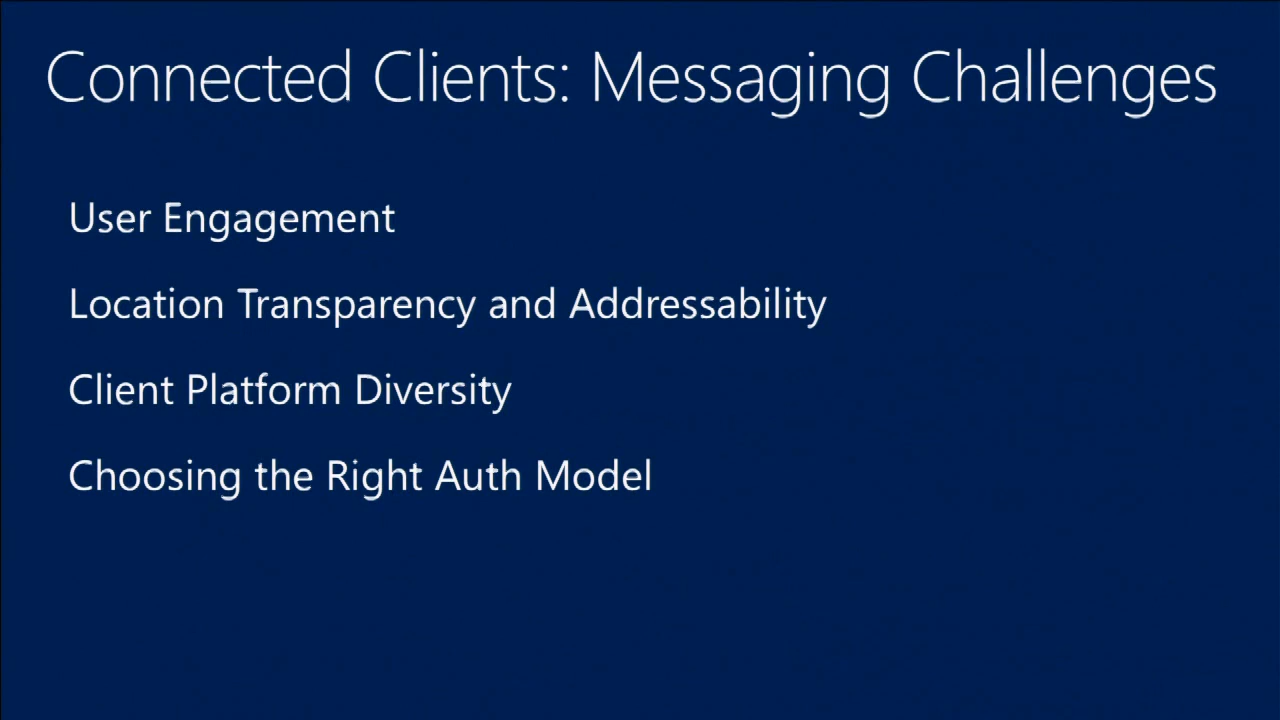 Connected Clients: Messaging Challenges
User Engagement
Location Transparency and Addressability
Client Platform Diversity
Choosing the Right Auth Model